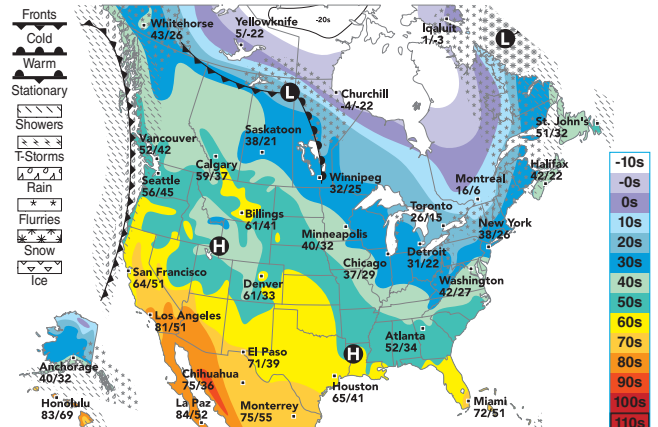 Fronts
Cold
Warm
Stationary
Showers
T-Storms
Rain
Flurries
Snow
Ice
-20s
Whitehorse
43/26
Yellowknife
5/-22
Iqaluit
1/-3
L
L
Churchill
-4/-22
St. John's
51/32
Vancouver
52/42
Saskatoon
38/21
Calgary
59/37
Seattle
56/45
Winnipeg
32/25
Montreal
16/6
Halifax
42/22
Billings
61/41
Toronto
26/15
New York
38/26
Minneapolis
40/32
H
Chicago
37/29
Detroit
31/22
San Francisco
64/51
Denver
61/33
Washington
42/27
Los Angeles
81/51
Atlanta
52/34
El Paso
71/39
H
Anchorage
40/32
Chihuahua
75/36
Houston
65/41
Honolulu
83/69
La Paz
84/52
Monterrey
75/55
Miami
72/51
-10s
-0s
0s
10s
20s
30s
40s
50s
60s
70s
80s
90s
100s
110s